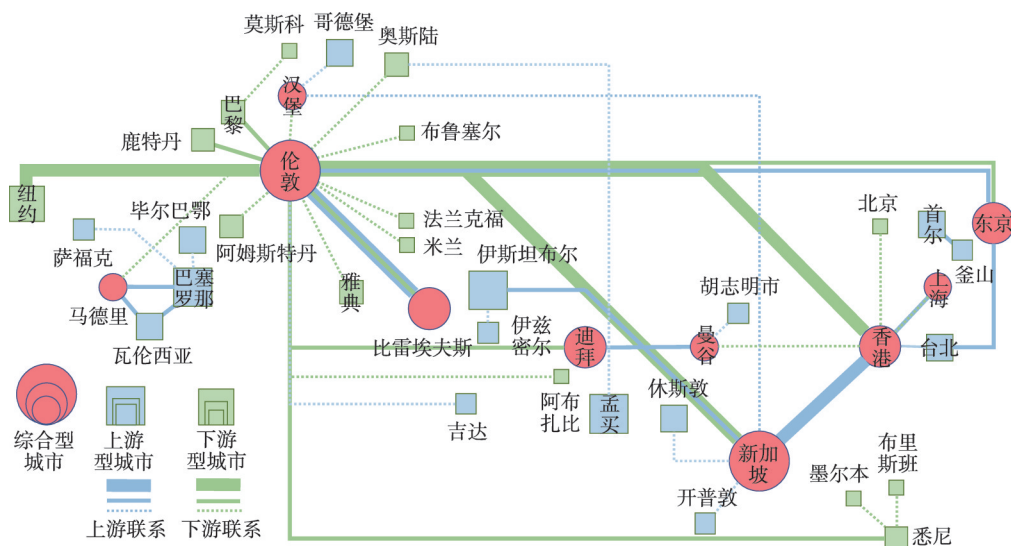 莫斯科
哥德堡
奥斯陆
汉
堡
巴
黎
鹿特丹
布鲁塞尔
伦
敦
纽
约
毕尔巴鄂
阿姆斯特丹
法兰克福
米兰
北京
首
尔
东京
釜山
萨福克
巴塞
罗那
马德里
瓦伦西亚
雅
典
比雷埃夫斯
伊斯坦布尔
伊兹
密尔
胡志明市
上
海
迪
拜
曼
谷
香
港
台北
阿布
扎比
孟
买
休斯敦
吉达
新加
坡
开普敦
墨尔本
布里
斯班
悉尼
综合型
城市
上游
型城市
下游
型城市
上游联系
下游联系